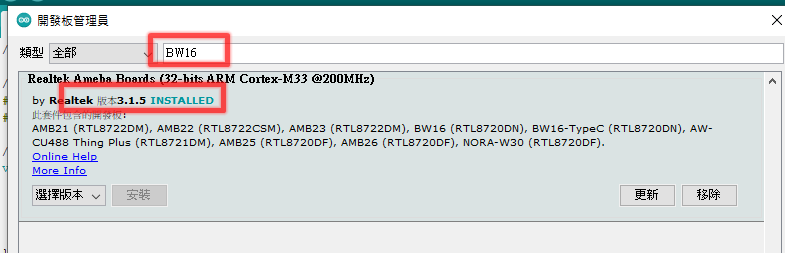 開發板管理員
類型 全部 BW16
Realtek Ameba Boards (32-bits ARM Cortex-M33 @200MHz)
by Realtek 版本3.1.5 INSTALLED
此套件包含的開發板:
AMB21 (RTL8722DM), AMB22 (RTL8722CSM), AMB23 (RTL8722DM), BW16 (RTL8720DN), BW16-TypeC (RTL8720DN), AW-
CU488 Thing Plus (RTL8721DM), AMB25 (RTL8720DF), AMB26 (RTL8720DF), NORA-W30 (RTL8720DF).
Online Help
More Info
選擇版本 安裝 更新 移除